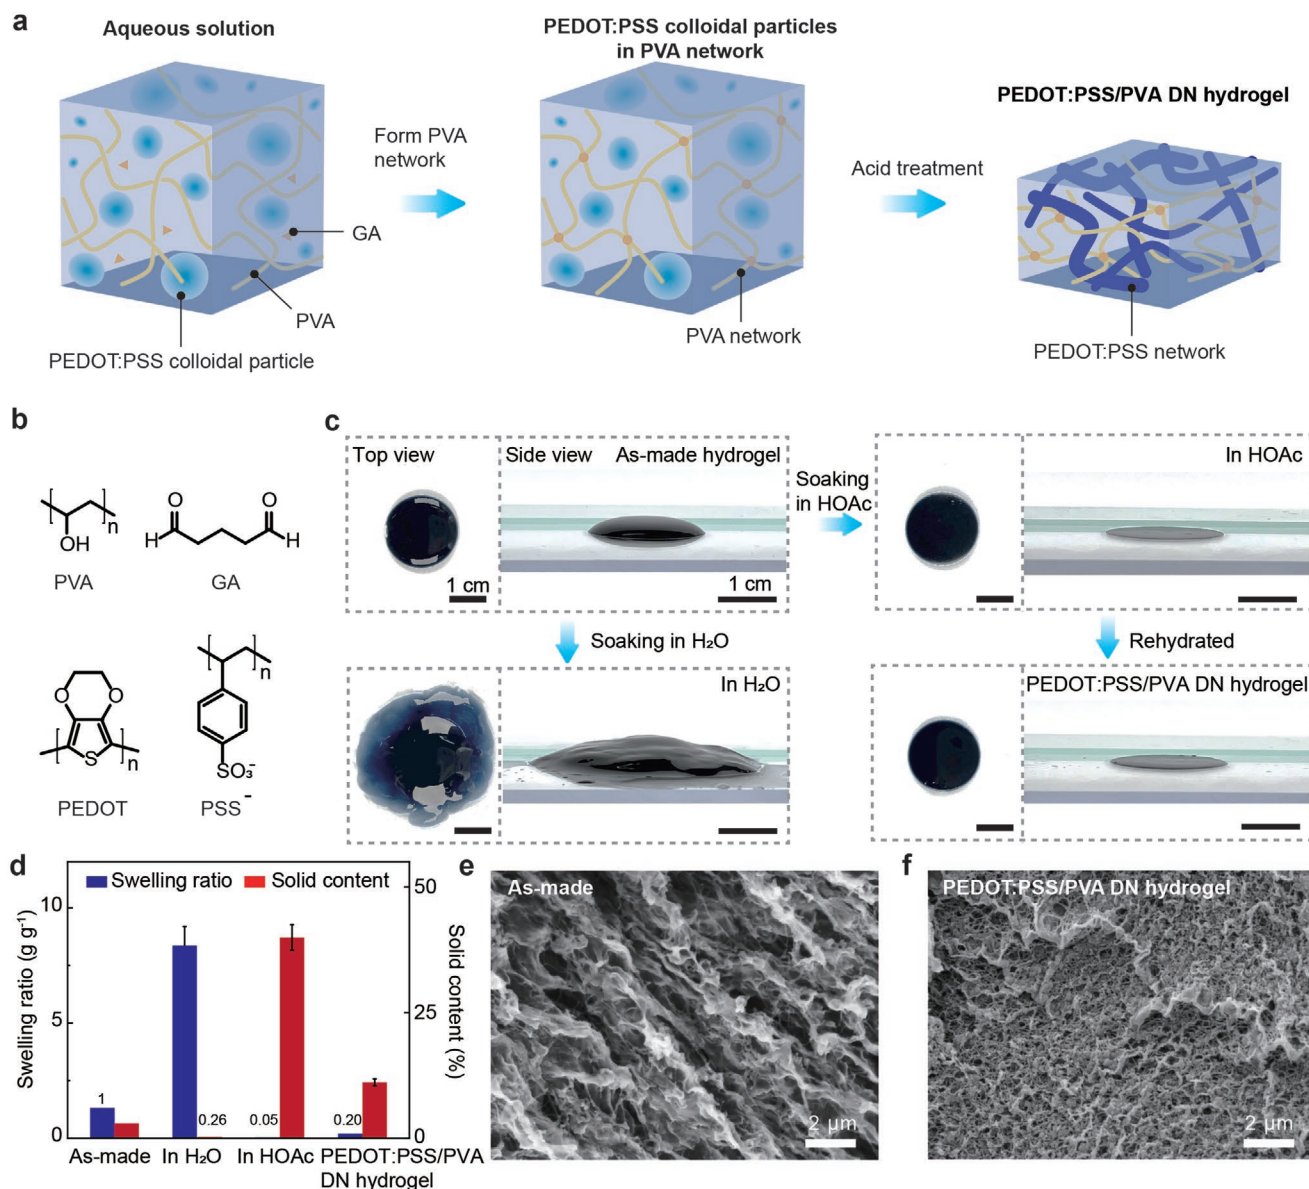 a
Aqueous solution
PEDOT:PSS colloidal particles
in PVA network
PEDOT:PSS/PVA DN hydrogel
Form PVA
network
Acid treatment
GA
PVA
PEDOT:PSS colloidal particle
PVA network
PEDOT:PSS network
b
n
OH
PVA
O
O
H
H
GA
O
O
S
n
PEDOT
n
SO₃⁻
PSS⁻
c
Top view
1 cm
Side view
As-made hydrogel
1 cm
Soaking
in HOAc
In HOAc
Soaking in H₂O
Rehydrated
In H₂O
PEDOT:PSS/PVA DN hydrogel
d
Swelling ratio
Solid content
Swelling ratio (g g⁻¹)
10
5
0
50
25
0
Solid content (%)
1
0.26
0.05
0.20
As-made
In H₂O
In HOAc
PEDOT:PSS/PVA
DN hydrogel
e
As-made
2 μm
f
PEDOT:PSS/PVA DN hydrogel
2 μm